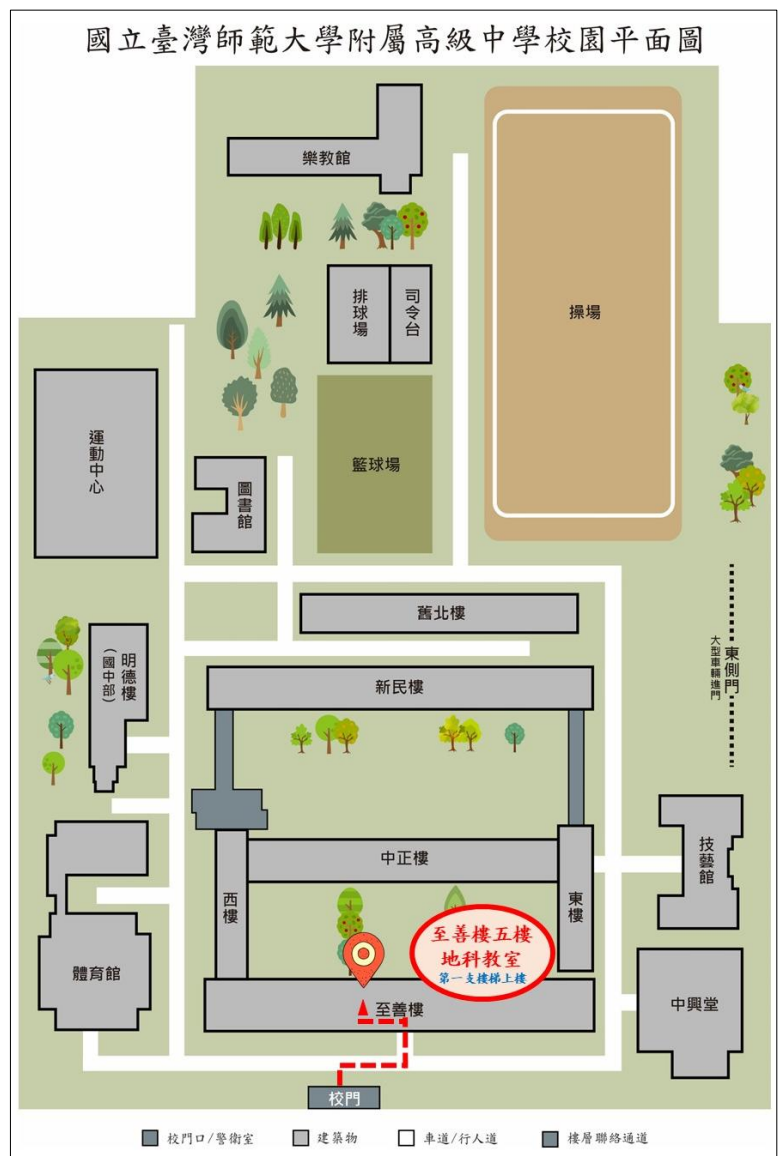 國立臺灣師範大學附屬高級中學校園平面圖
樂教館
排球場
司令台
操場
運動中心
籃球場
圖書館
舊北樓
明德樓
(國中部)
新民樓
東側門
大型車輛進門
中正樓
西樓
東樓
技藝館
至善樓五樓
地科教室
第一支樓梯上樓
體育館
至善樓
中興堂
校門
校門口/警衛室
建築物
車道/行人道
樓層聯絡通道